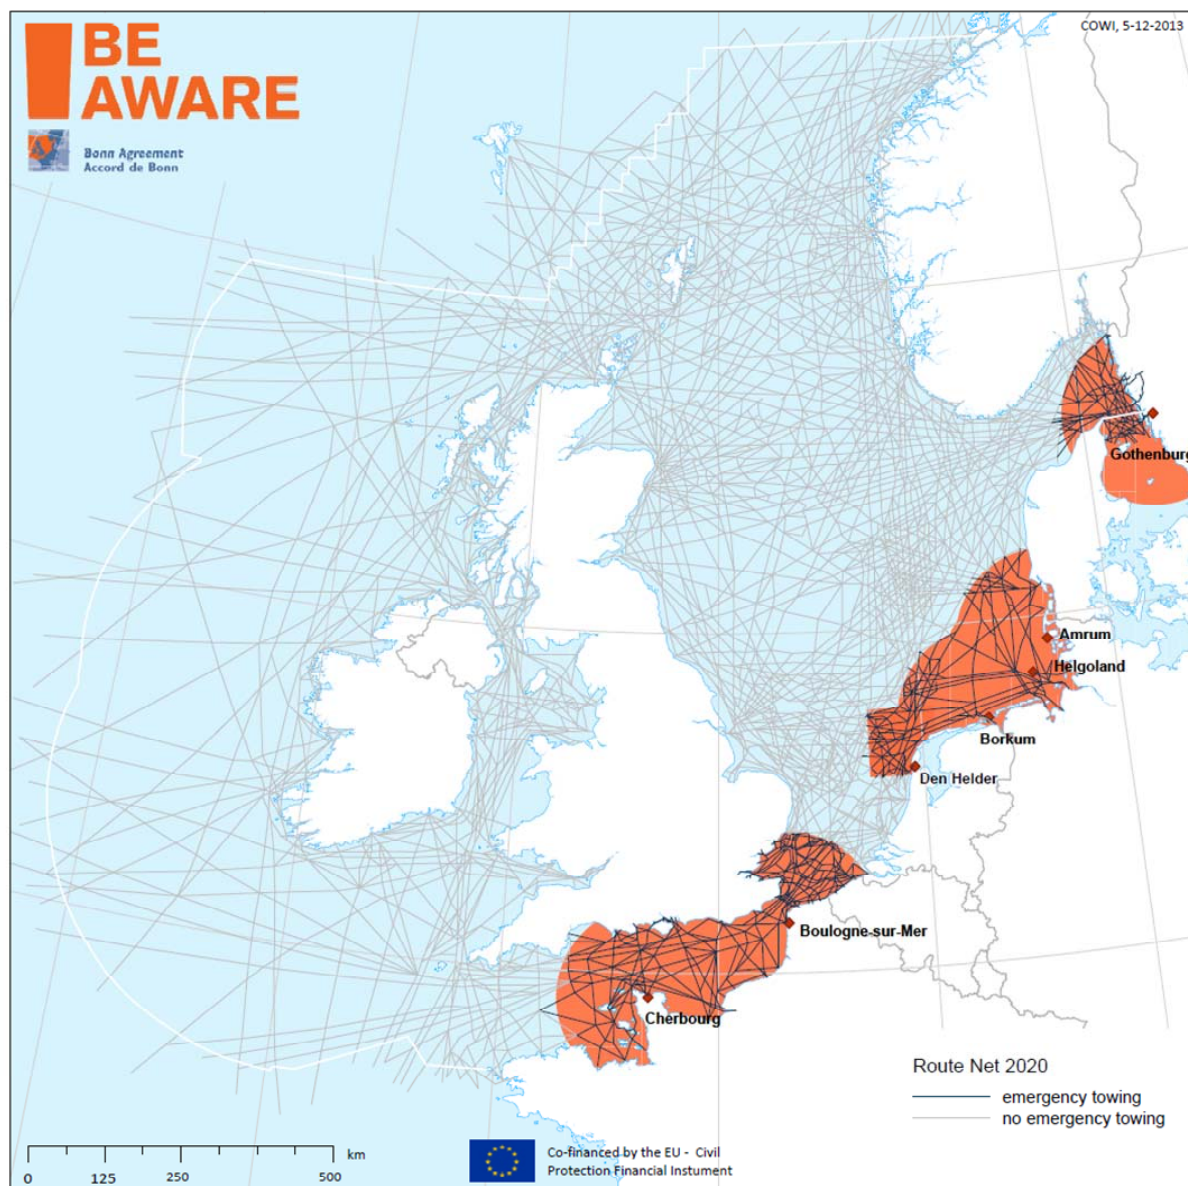 BE
AWARE
Bonn Agreement
Accord de Bonn
COWI, 5-12-2013
Gothenburg
Amrum
Helgoland
Borkum
Den Helder
Boulogne-sur-Mer
Cherbourg
Route Net 2020
emergency towing
no emergency towing
km
0 125 250 500
Co-financed by the EU - Civil
Protection Financial Instument